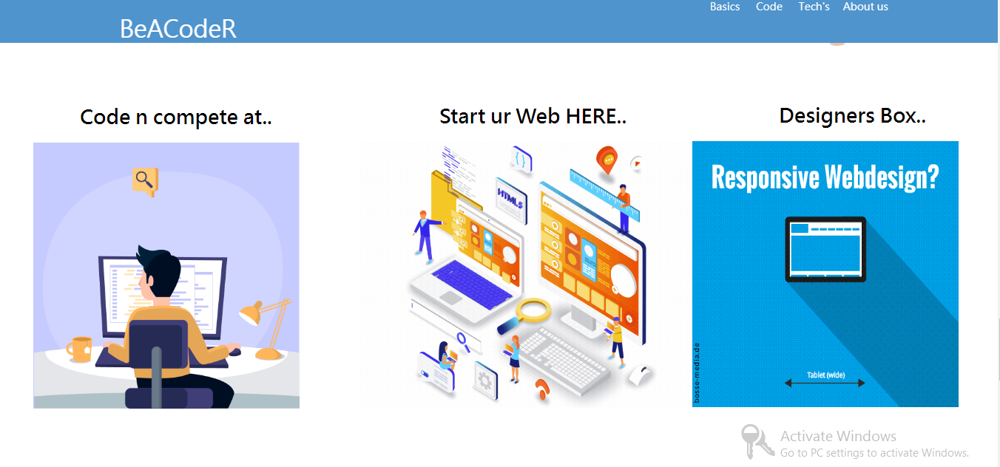 Basics Code Tech's About us
BeACodeR
Code n compete at..
Start ur Web HERE..
Designers Box..
HTML5
Responsive Webdesign?
Tablet (wide)
bosse-media.de
Activate Windows
Go to PC settings to activate Windows.